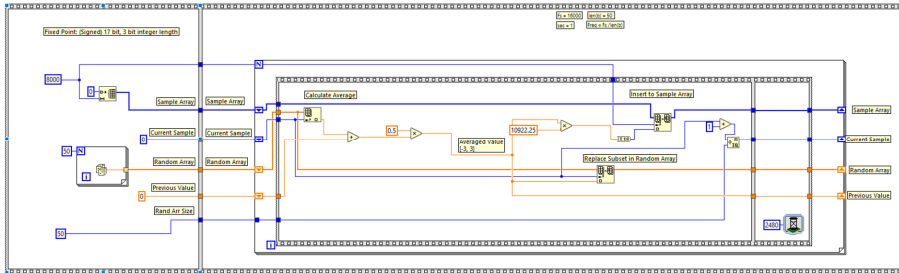 Fs = 16000
len(b) = 50
sec = 1
Freq = Fs /len(b)
Fixed Point: (Signed) 17 bit, 3 bit integer length
8000
N
0
Calculate Average
Insert to Sample Array
Sample Array
Sample Array
Sample Array
Current Sample
0
Current Sample
Current Sample
0.5
10922.25
1
50
N
i
Averaged Value
[-3, 3]
Random Array
Random Array
Replace Subset in Random Array
Random Array
Previous Value
0
Previous Value
Rand Arr Size
50
2480
i